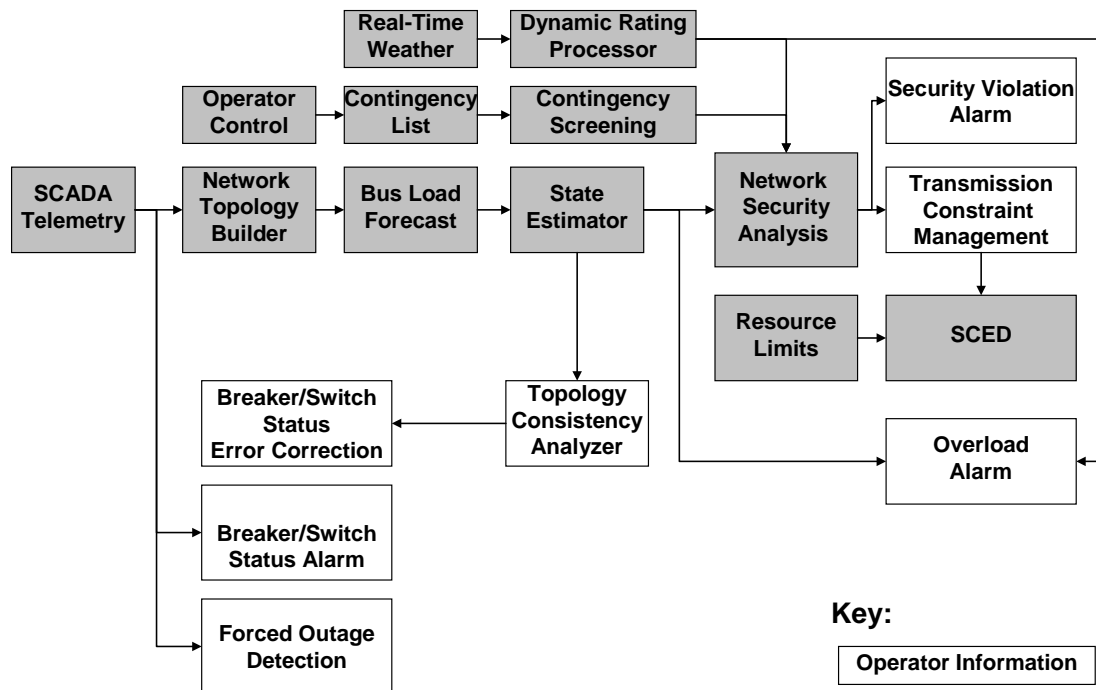 Real-Time
Weather
Dynamic Rating
Processor
Operator
Control
Contingency
List
Contingency
Screening
Security Violation
Alarm
SCADA
Telemetry
Network
Topology
Builder
Bus Load
Forecast
State
Estimator
Network
Security
Analysis
Transmission
Constraint
Management
Resource
Limits
SCED
Breaker/Switch
Status
Error Correction
Topology
Consistency
Analyzer
Overload
Alarm
Breaker/Switch
Status Alarm
Forced Outage
Detection
Key:
Operator Information